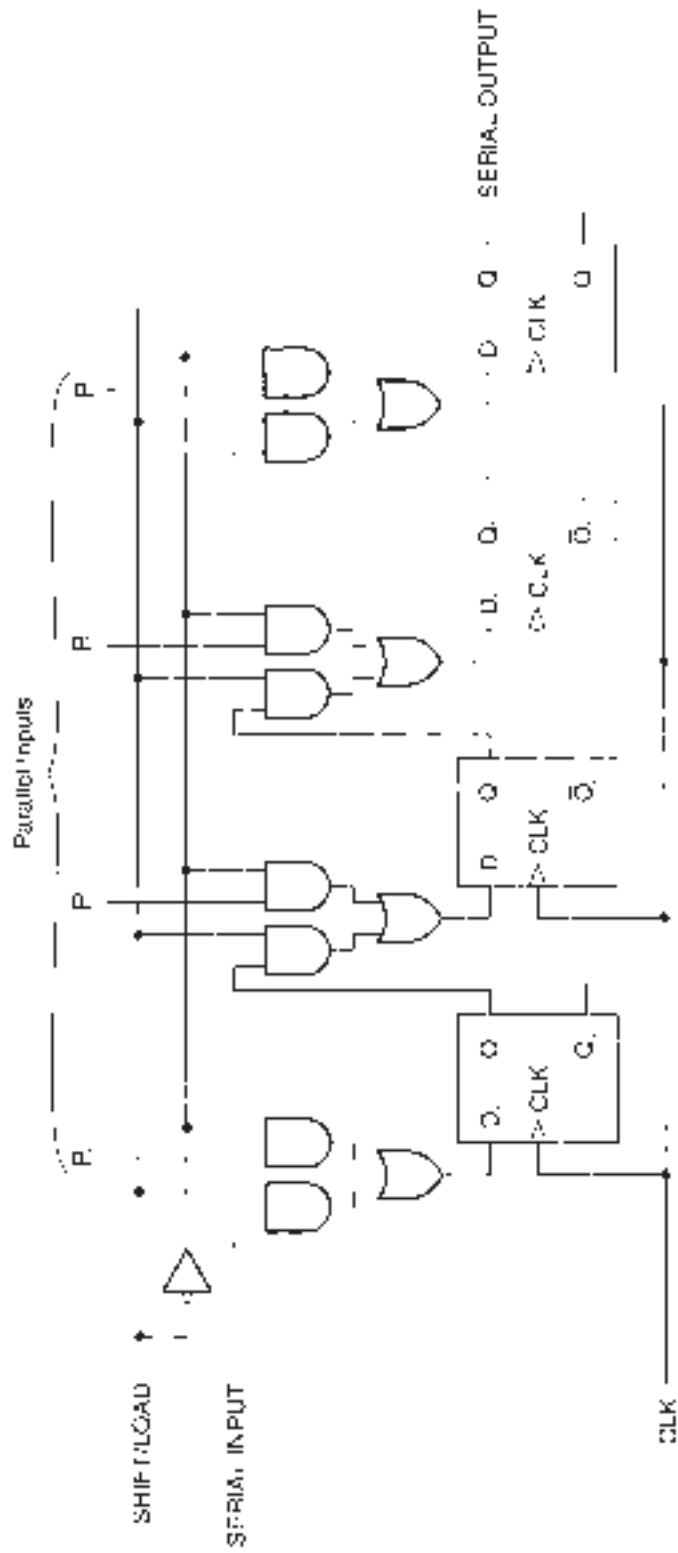 Parallel Inputs
P
P
P
P
SHIFT/LOAD
SERIAL INPUT
D
Q
CLK
Q
D
Q
CLK
Q
D
Q
CLK
Q
D
Q
CLK
Q
SERIAL OUTPUT
CLK